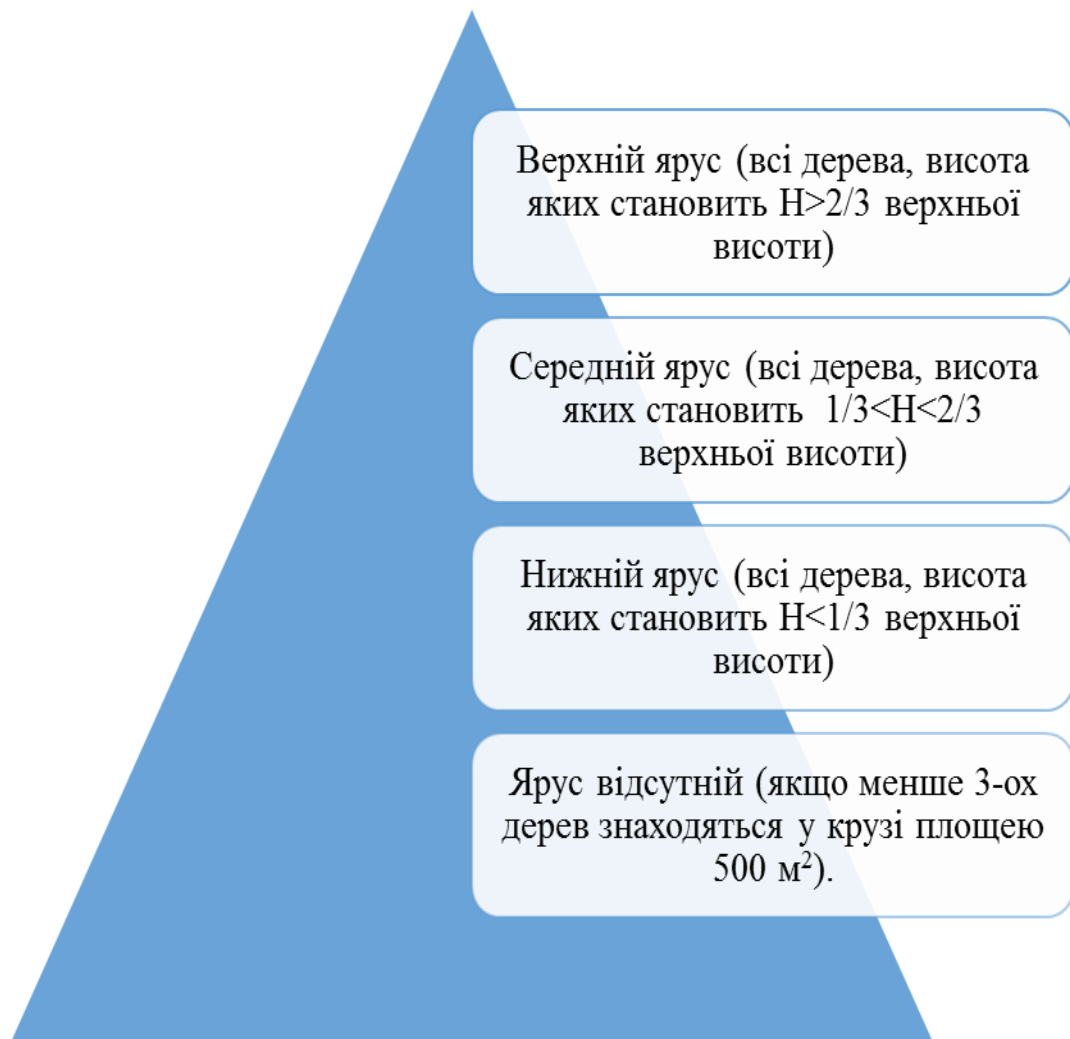 Верхній ярус (всі дерева, висота
яких становить Н>2/3 верхньої
висоти)
Середній ярус (всі дерева, висота
яких становить 1/3<Н<2/3
верхньої висоти)
Нижній ярус (всі дерева, висота
яких становить Н<1/3 верхньої
висоти)
Ярус відсутній (якщо менше 3-ох
дерев знаходяться у крузі площею
500 м²).